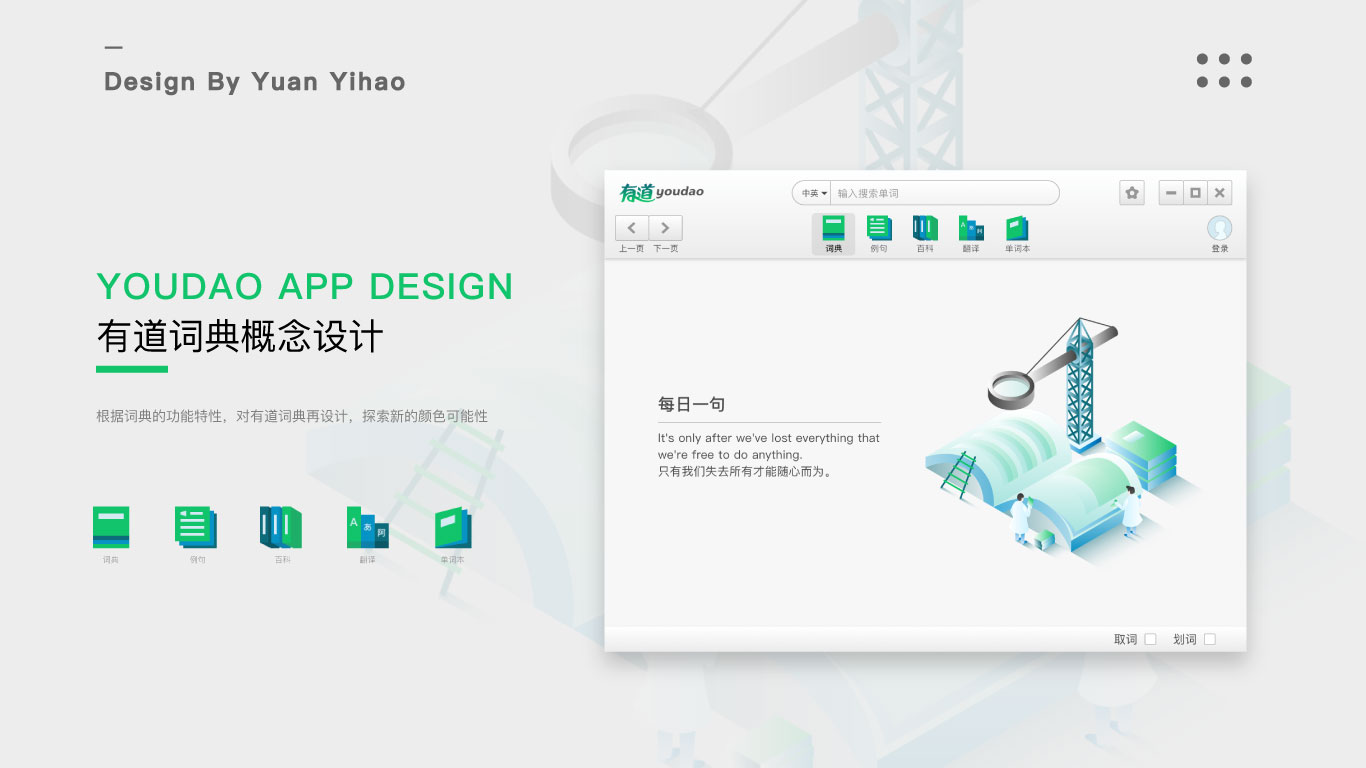 Design By Yuan Yihao
YOUDAO APP DESIGN
有道词典概念设计
根据词典的功能特性，对有道词典再设计，探索新的颜色可能性
A あ 阿
词典 例句 百科 翻译 单词本
有道 youdao
中英 输入搜索单词
上一页 下一页
A あ 阿
词典 例句 百科 翻译 单词本
登录
每日一句
It's only after we've lost everything that
we're free to do anything.
只有我们失去所有才能随心而为。
取词 划词